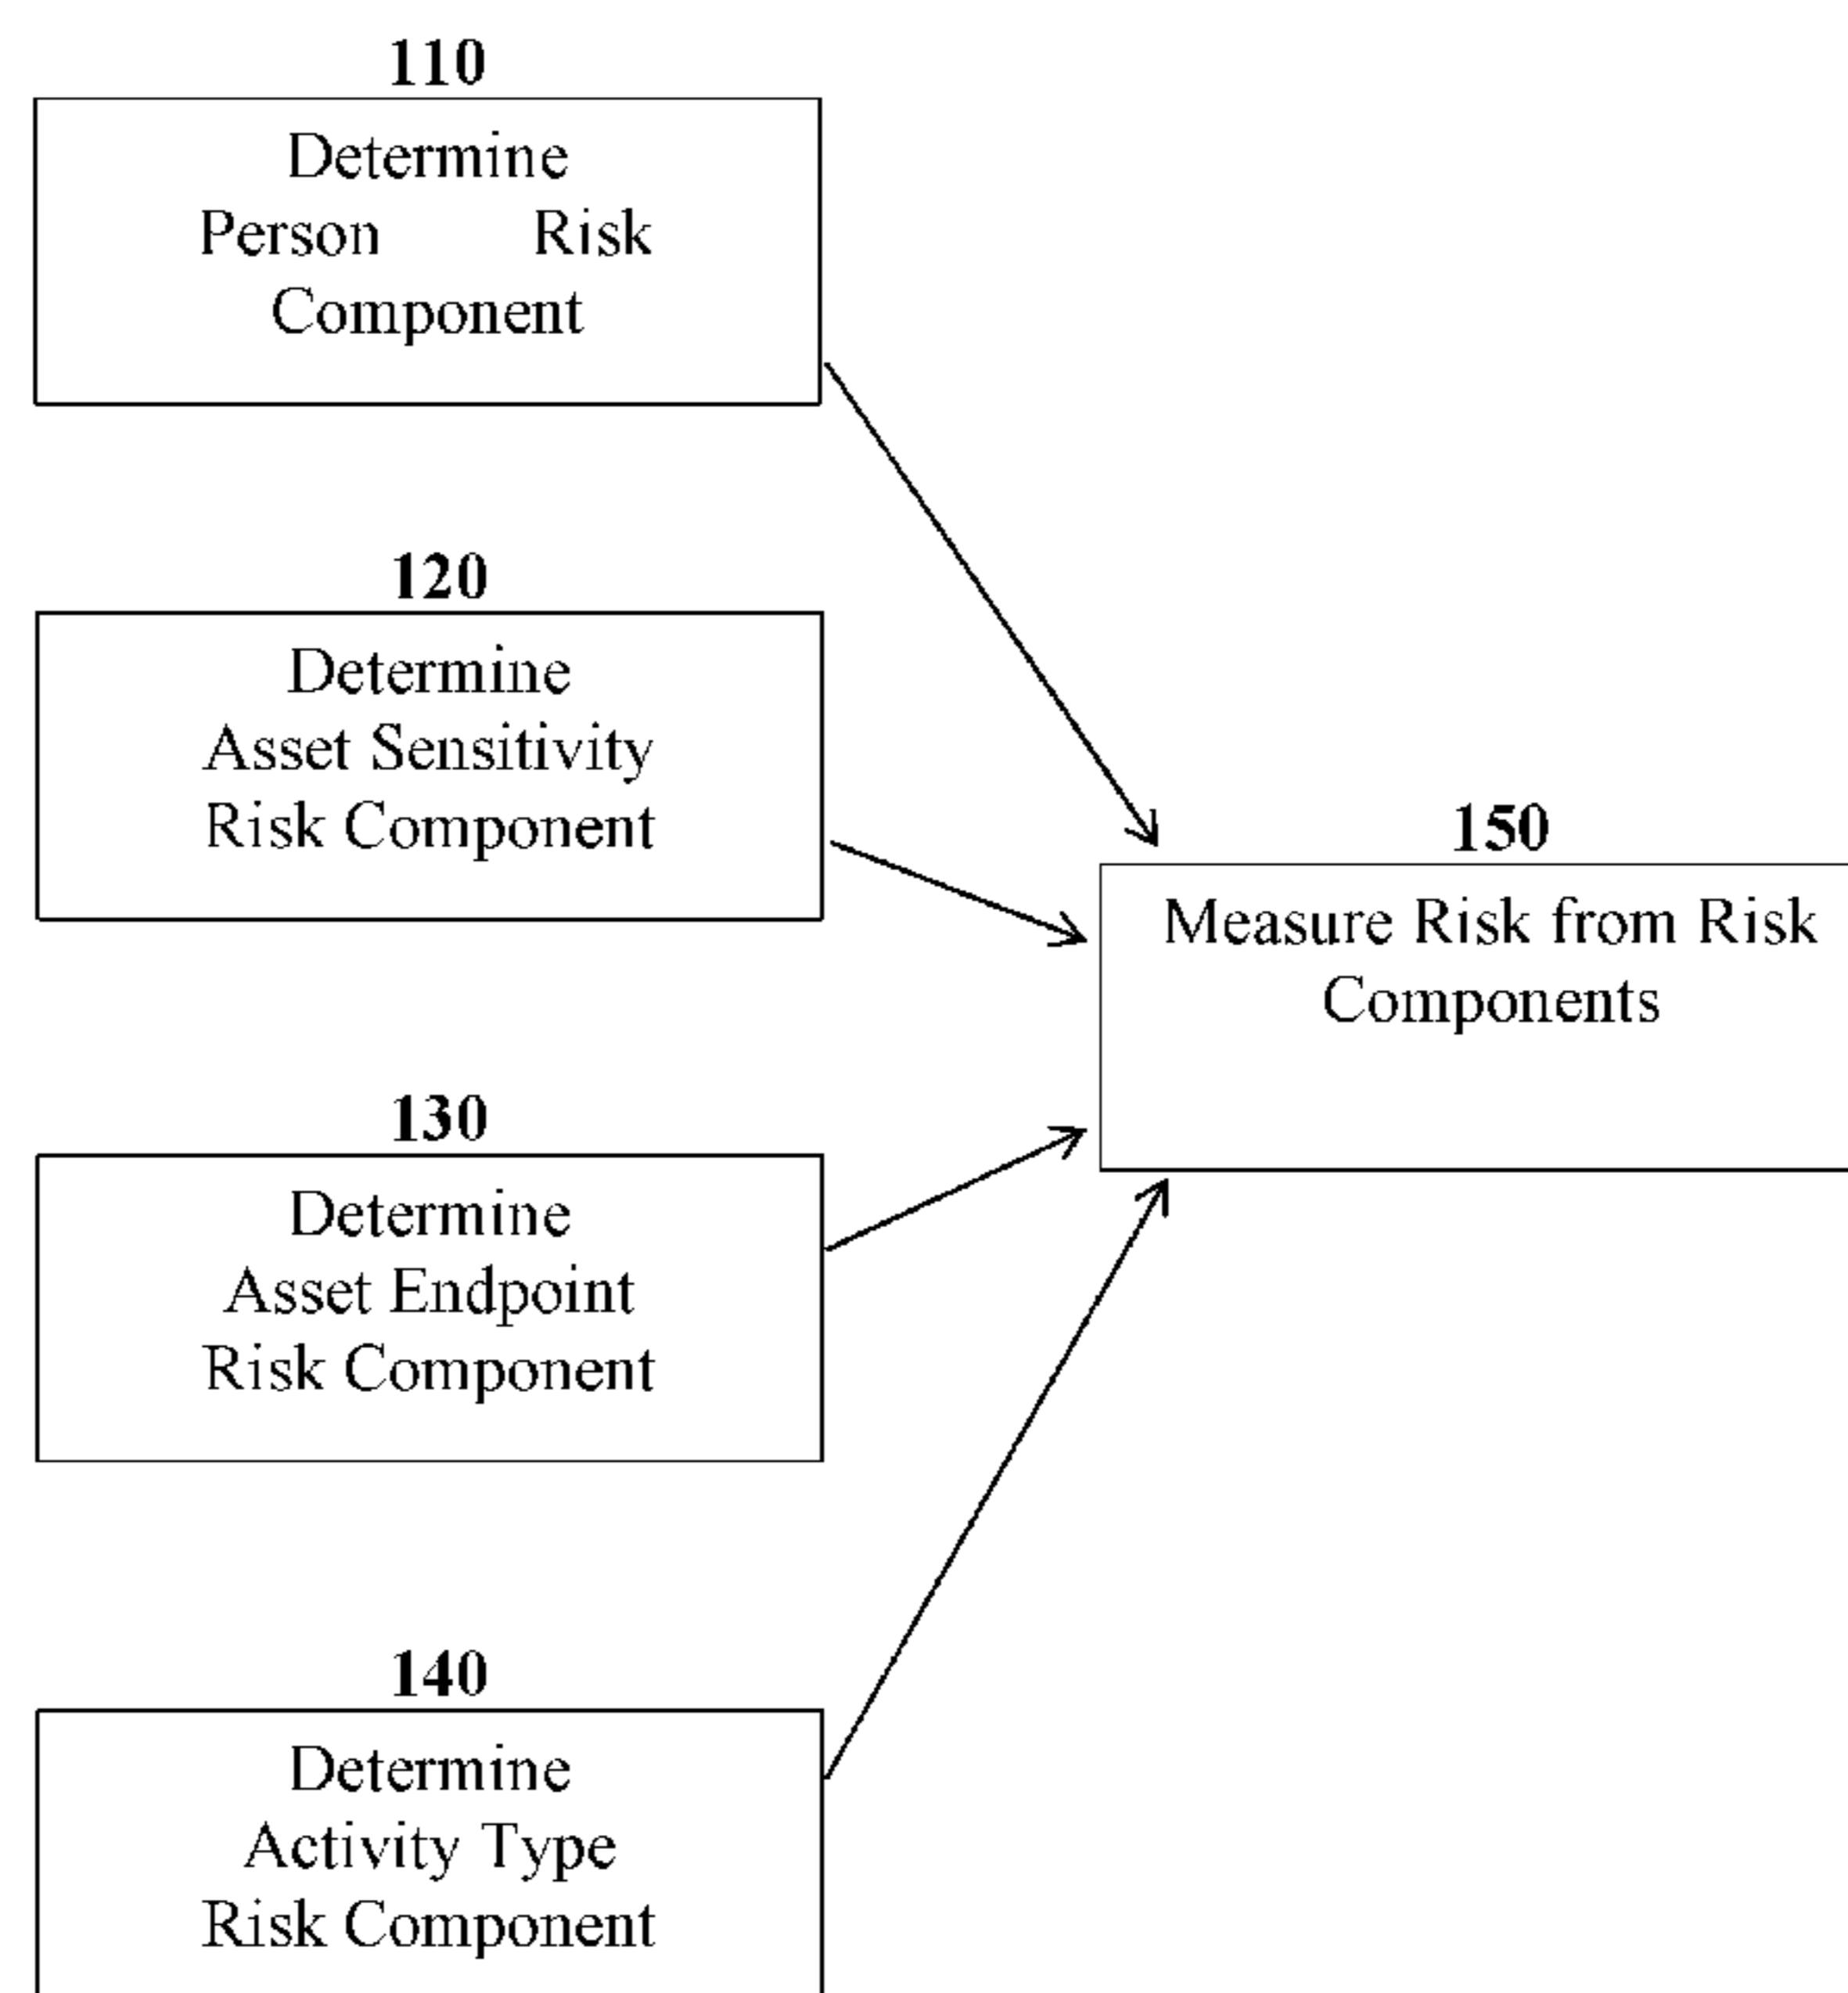 110
Determine
Person Risk
Component
120
Determine
Asset Sensitivity
Risk Component
130
Determine
Asset Endpoint
Risk Component
140
Determine
Activity Type
Risk Component
150
Measure Risk from Risk
Components